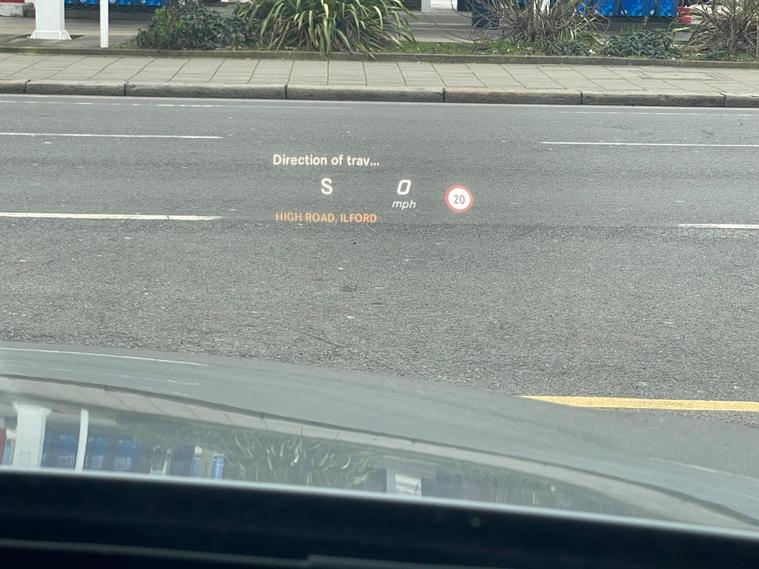 Direction of trav...
S 0 20
mph
HIGH ROAD, ILFORD